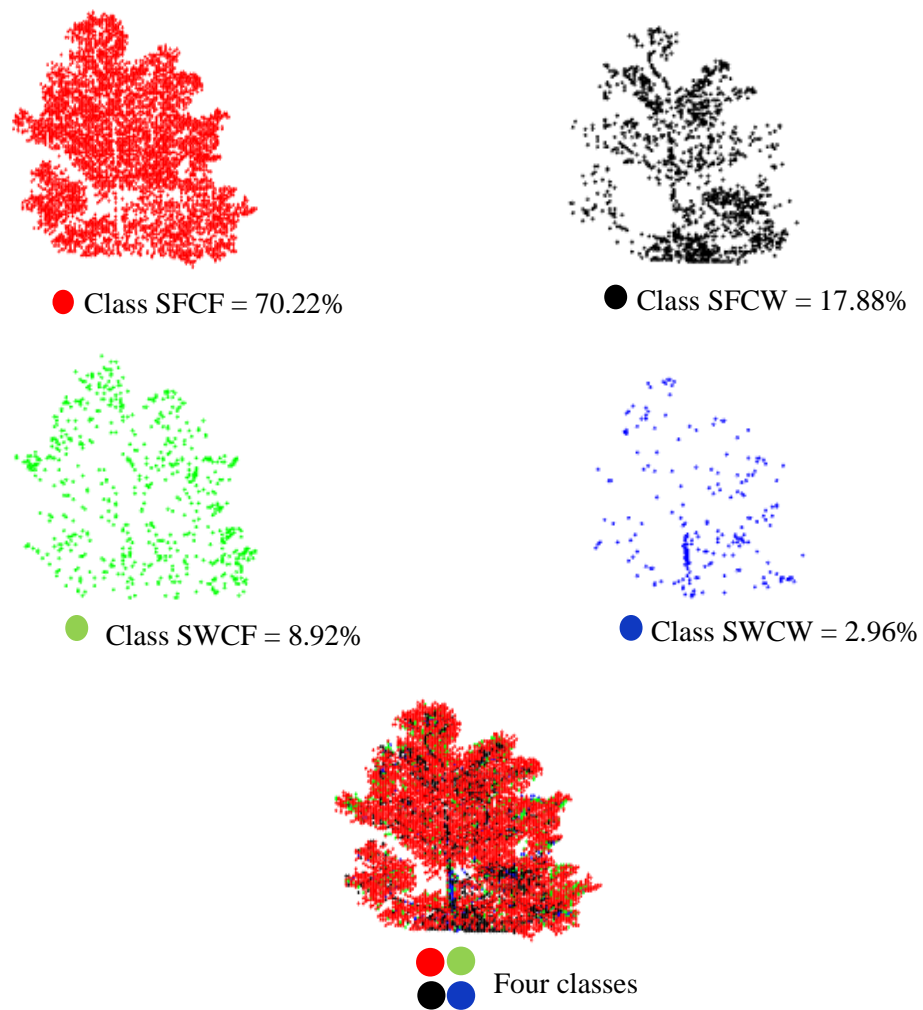 Class SFCF = 70.22%
Class SFCW = 17.88%
Class SWCF = 8.92%
Class SWCW = 2.96%
Four classes